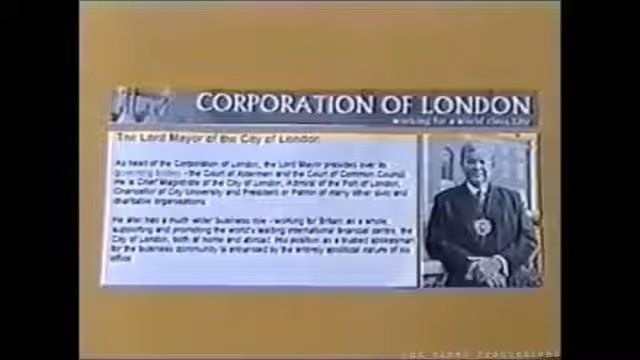 CORPORATION OF LONDON
working for a world class City
The Lord Mayor of the City of London
As head of the Corporation of London, the Lord Mayor presides over its
governing bodies - the Court of Aldermen and the Court of Common Council.
He is Chief Magistrate of the City of London, Admiral of the Port of London,
Chancellor of City University and President or Patron of many other civic and
charitable organisations.
He also has a much wider business role - working for Britain as a whole,
supporting and promoting the world's leading international financial centre, the
City of London, both at home and abroad. His position as a trusted spokesman
for the business community is enhanced by the entirely apolitical nature of his
office
Productions